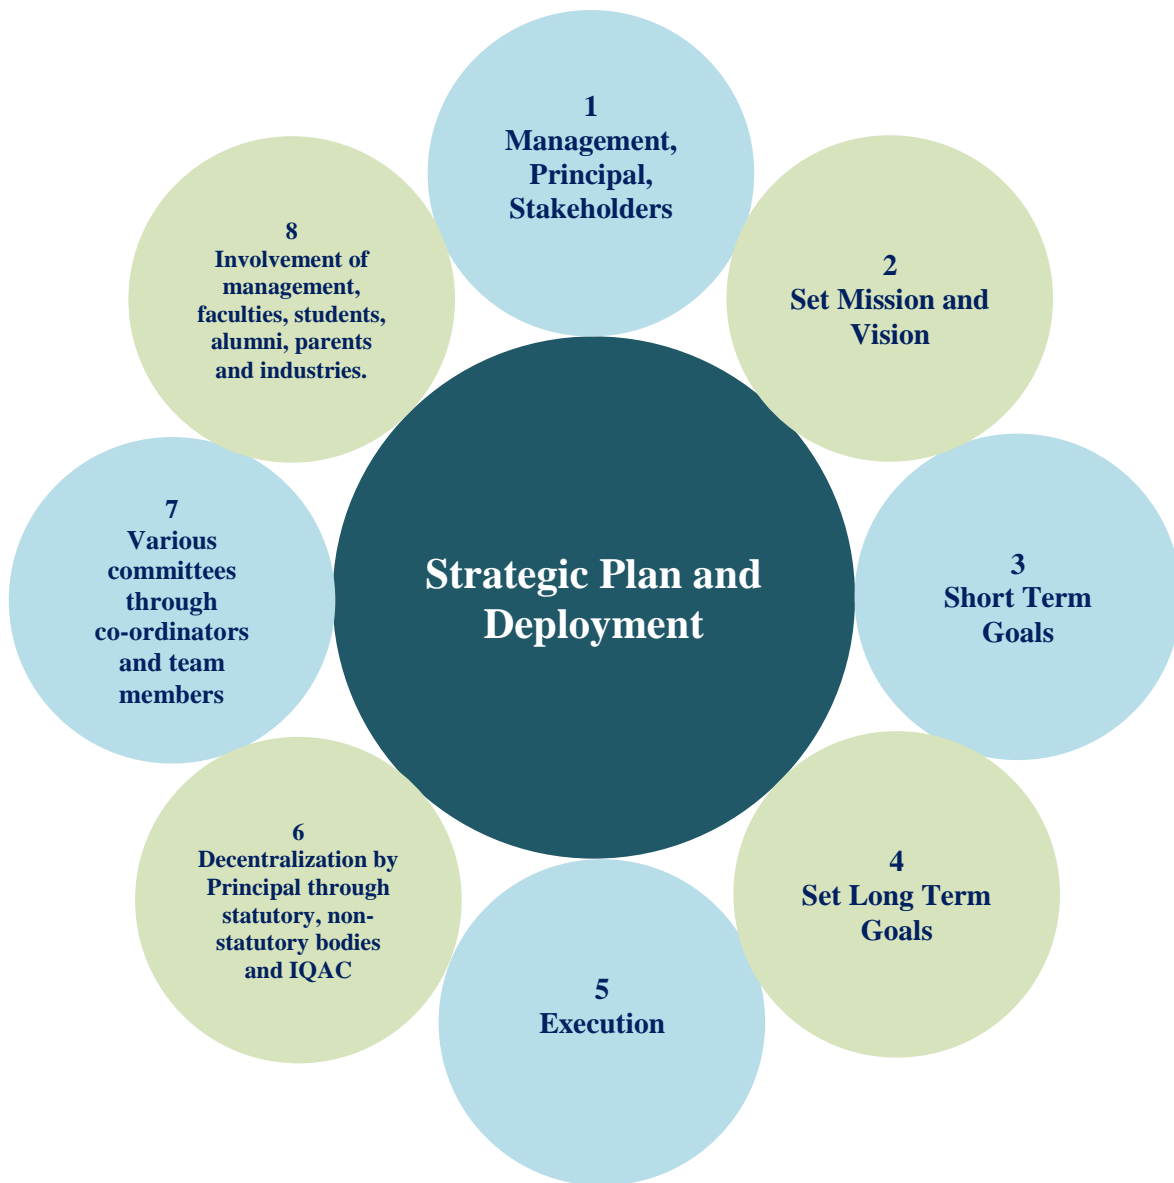 1
Management,
Principal,
Stakeholders
2
Set Mission and
Vision
3
Short Term
Goals
4
Set Long Term
Goals
5
Execution
6
Decentralization by
Principal through
statutory, non-
statutory bodies
and IQAC
7
Various
committees
through
co-ordinators
and team
members
8
Involvement of
management,
faculties, students,
alumni, parents
and industries.
Strategic Plan and
Deployment